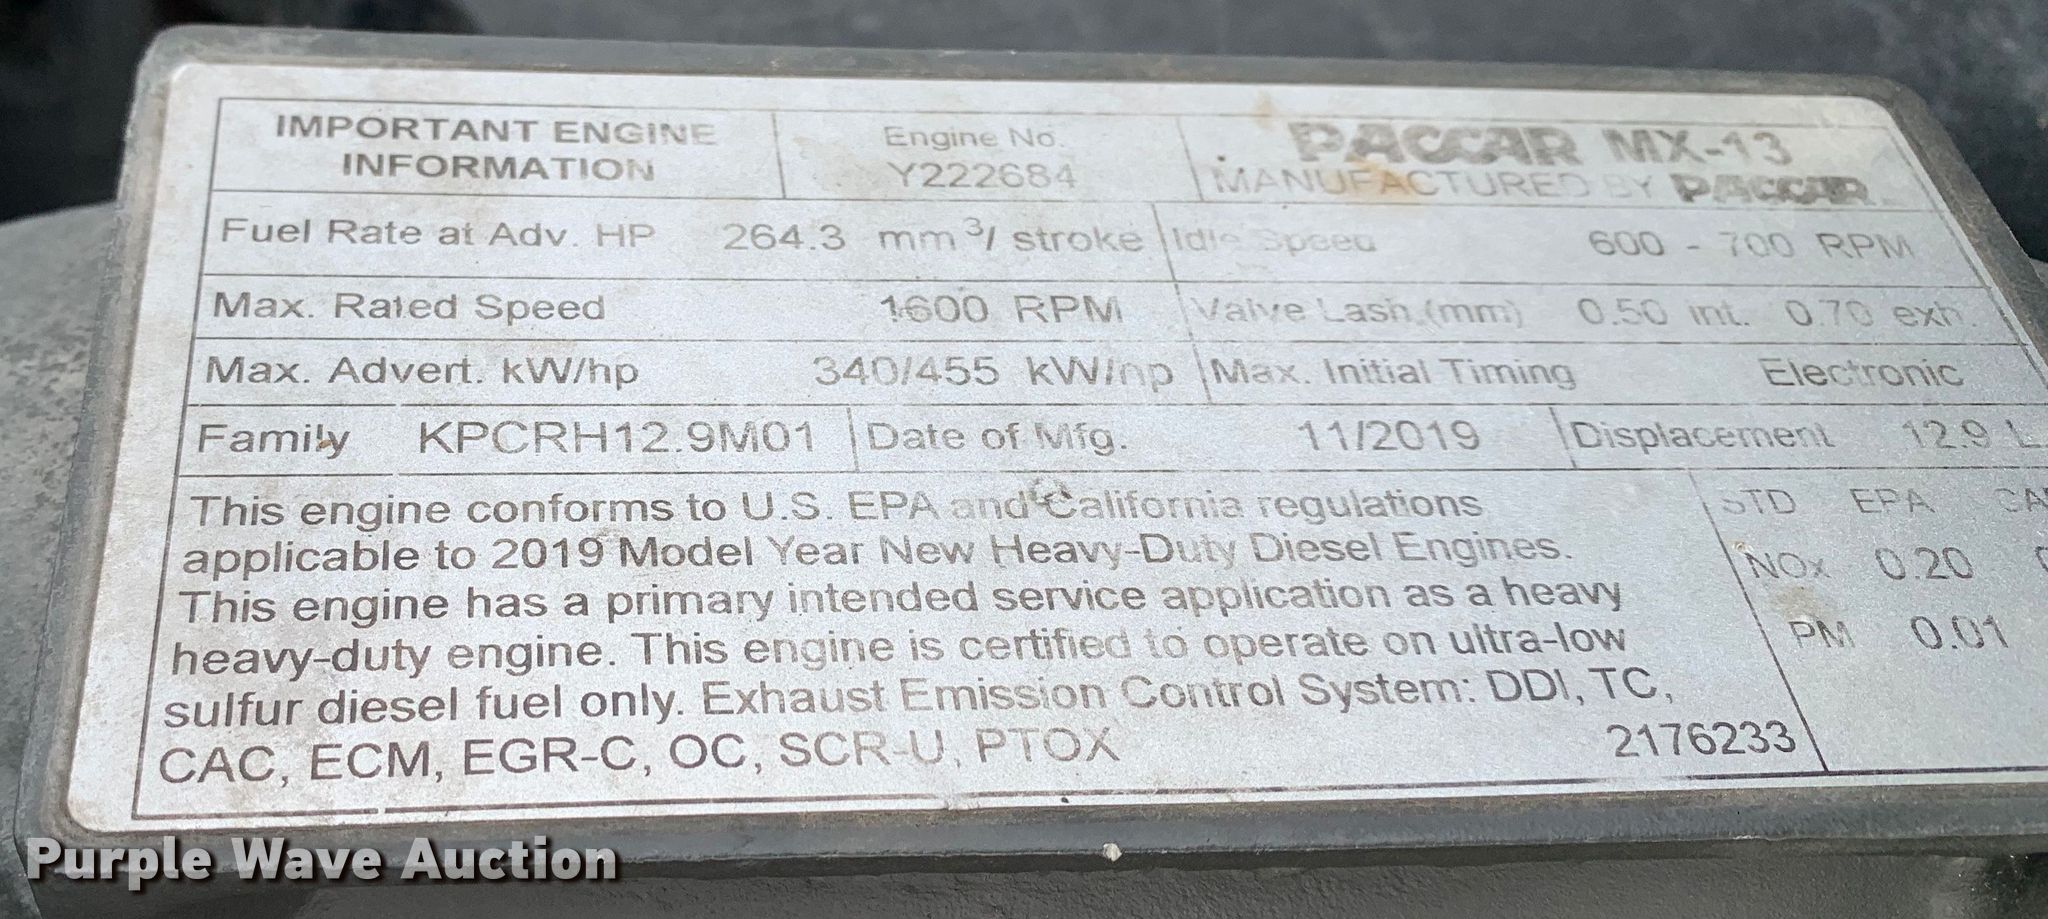 IMPORTANT ENGINE
INFORMATION
Engine No.
Y222684
PACCAR MX-13
MANUFACTURED BY PACCAR
Fuel Rate at Adv. HP 264.3 mm3/ stroke
Idle Speed 600 - 700 RPM
Max. Rated Speed 1600 RPM
Valve Lash (mm) 0.50 int. 0.70 exh.
Max. Advert. kW/hp 340/455 kW/hp
Max. Initial Timing Electronic
Family KPCRH12.9M01
Date of Mfg. 11/2019
Displacement 12.9 L.
This engine conforms to U.S. EPA and California regulations
applicable to 2019 Model Year New Heavy-Duty Diesel Engines.
This engine has a primary intended service application as a heavy
heavy-duty engine. This engine is certified to operate on ultra-low
sulfur diesel fuel only. Exhaust Emission Control System: DDI, TC,
CAC, ECM, EGR-C, OC, SCR-U, PTOX
2176233
STD EPA
NOx 0.20
PM 0.01
Purple Wave Auction